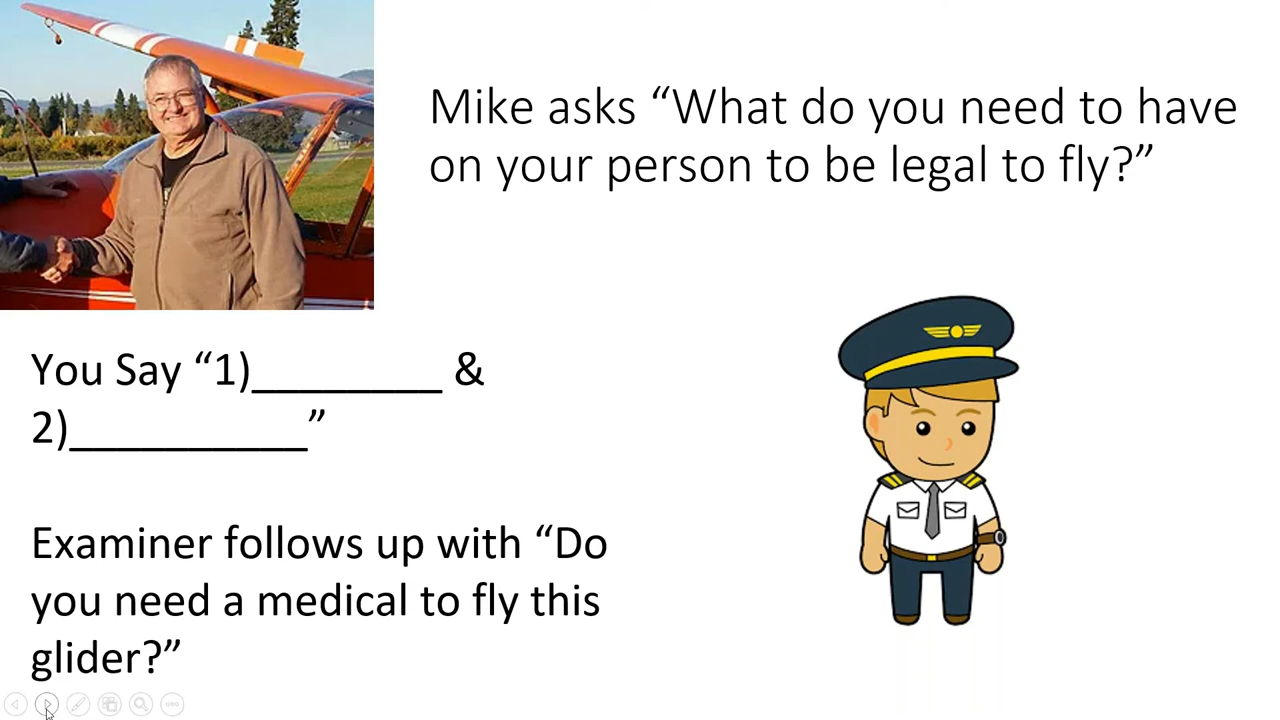 Mike asks “What do you need to have
on your person to be legal to fly?”
You Say “1)________ &
2)__________”
Examiner follows up with “Do
you need a medical to fly this
glider?”